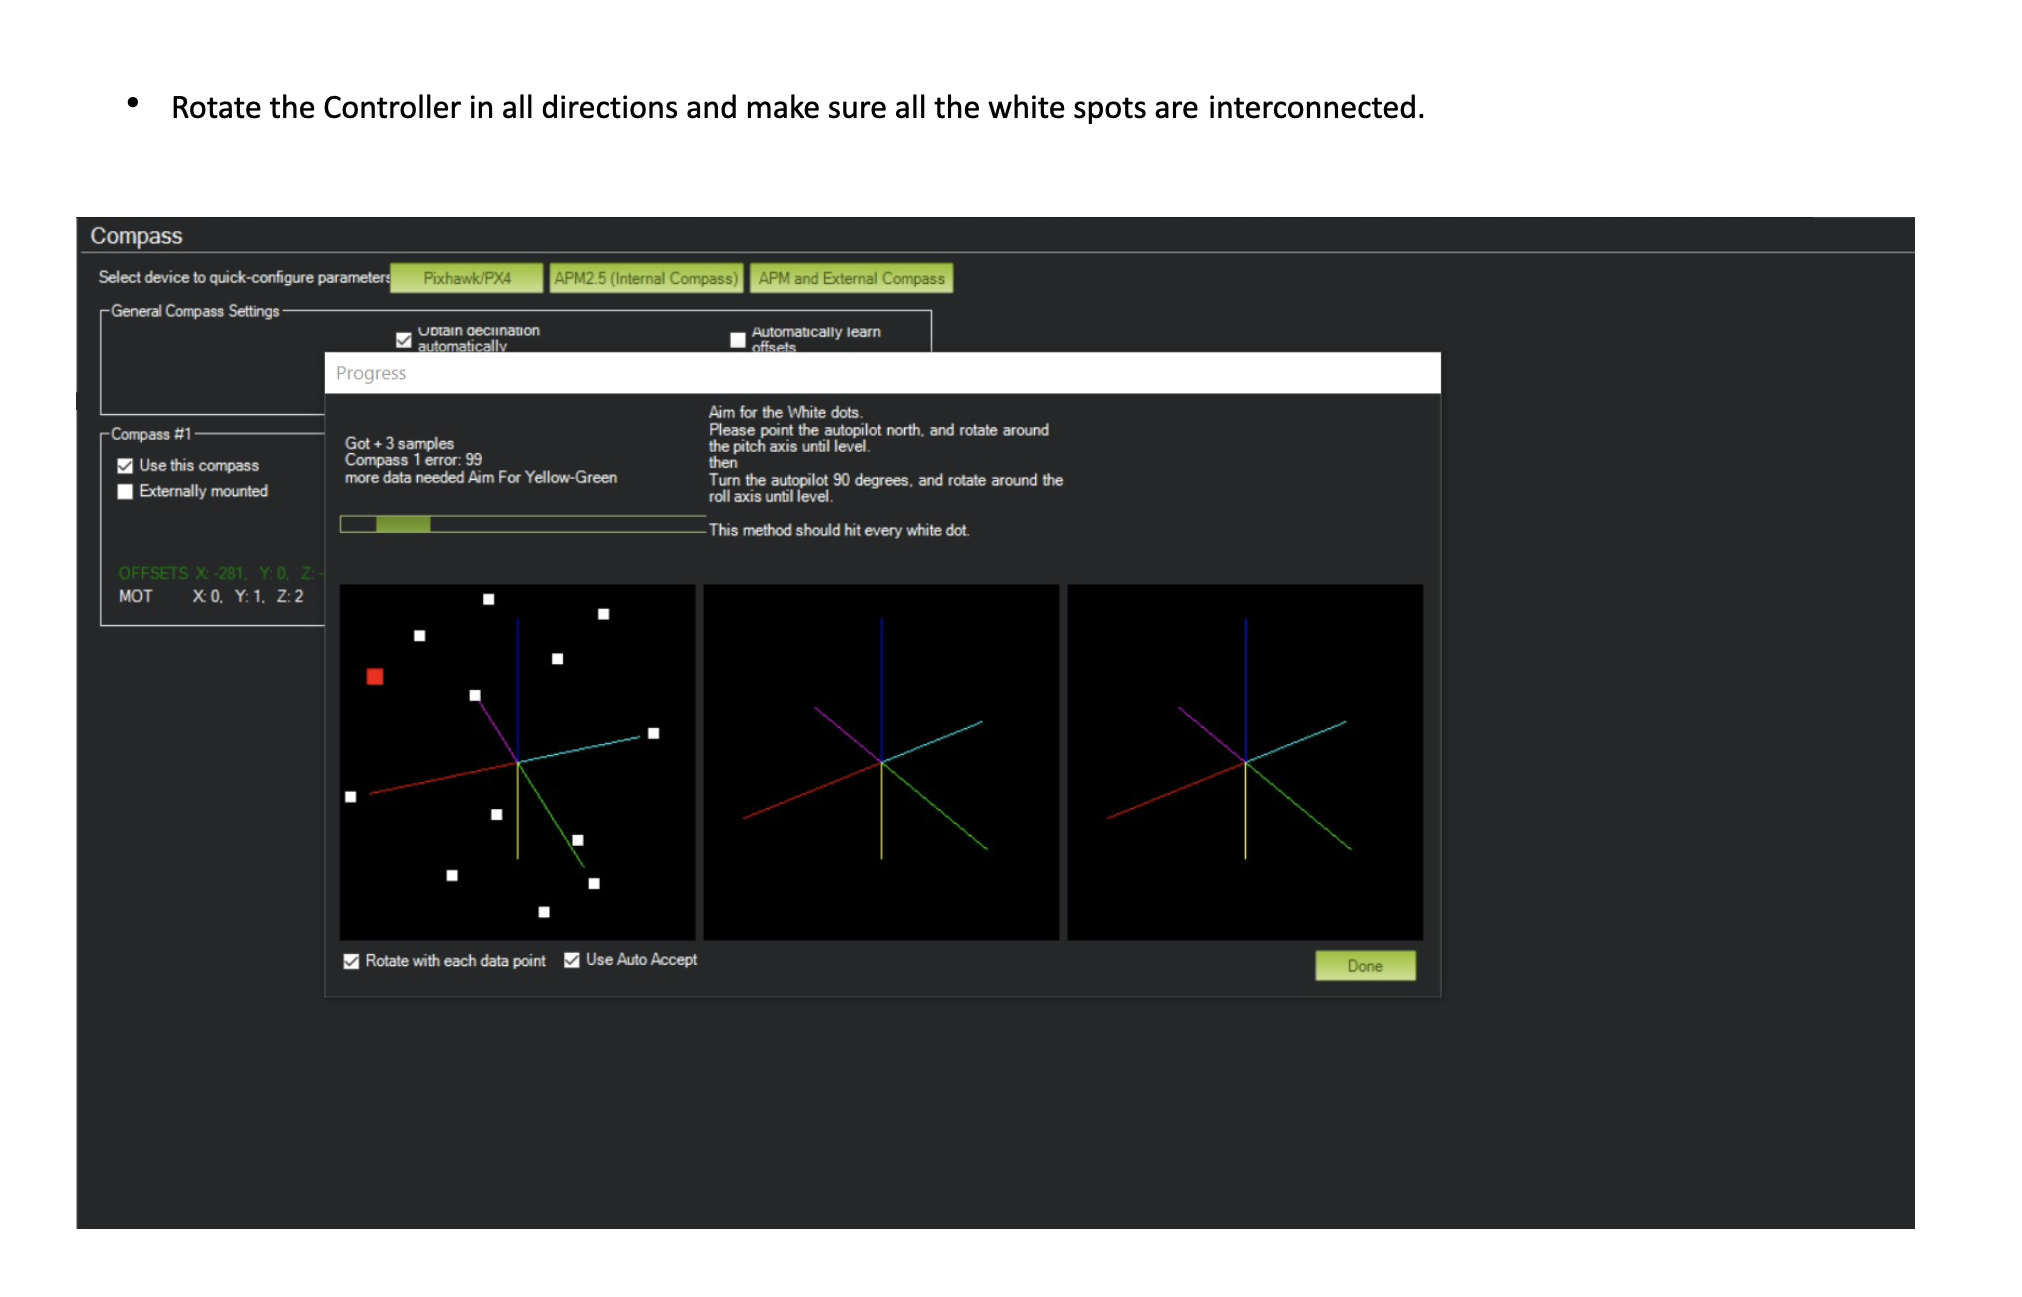 • Rotate the Controller in all directions and make sure all the white spots are interconnected.
Compass
Select device to quick-configure parameters
Pixhawk/PX4
APM2.5 (Internal Compass)
APM and External Compass
General Compass Settings
Obtain declination
automatically
Automatically learn
offsets
Progress
Compass #1
Use this compass
Externally mounted
OFFSETS X: -281, Y: 0, Z: -
MOT X: 0, Y: 1, Z: 2
Got + 3 samples
Compass 1 error: 99
more data needed Aim For Yellow-Green
Aim for the White dots.
Please point the autopilot north, and rotate around
the pitch axis until level.
then
Turn the autopilot 90 degrees, and rotate around the
roll axis until level.
This method should hit every white dot.
Rotate with each data point
Use Auto Accept
Done